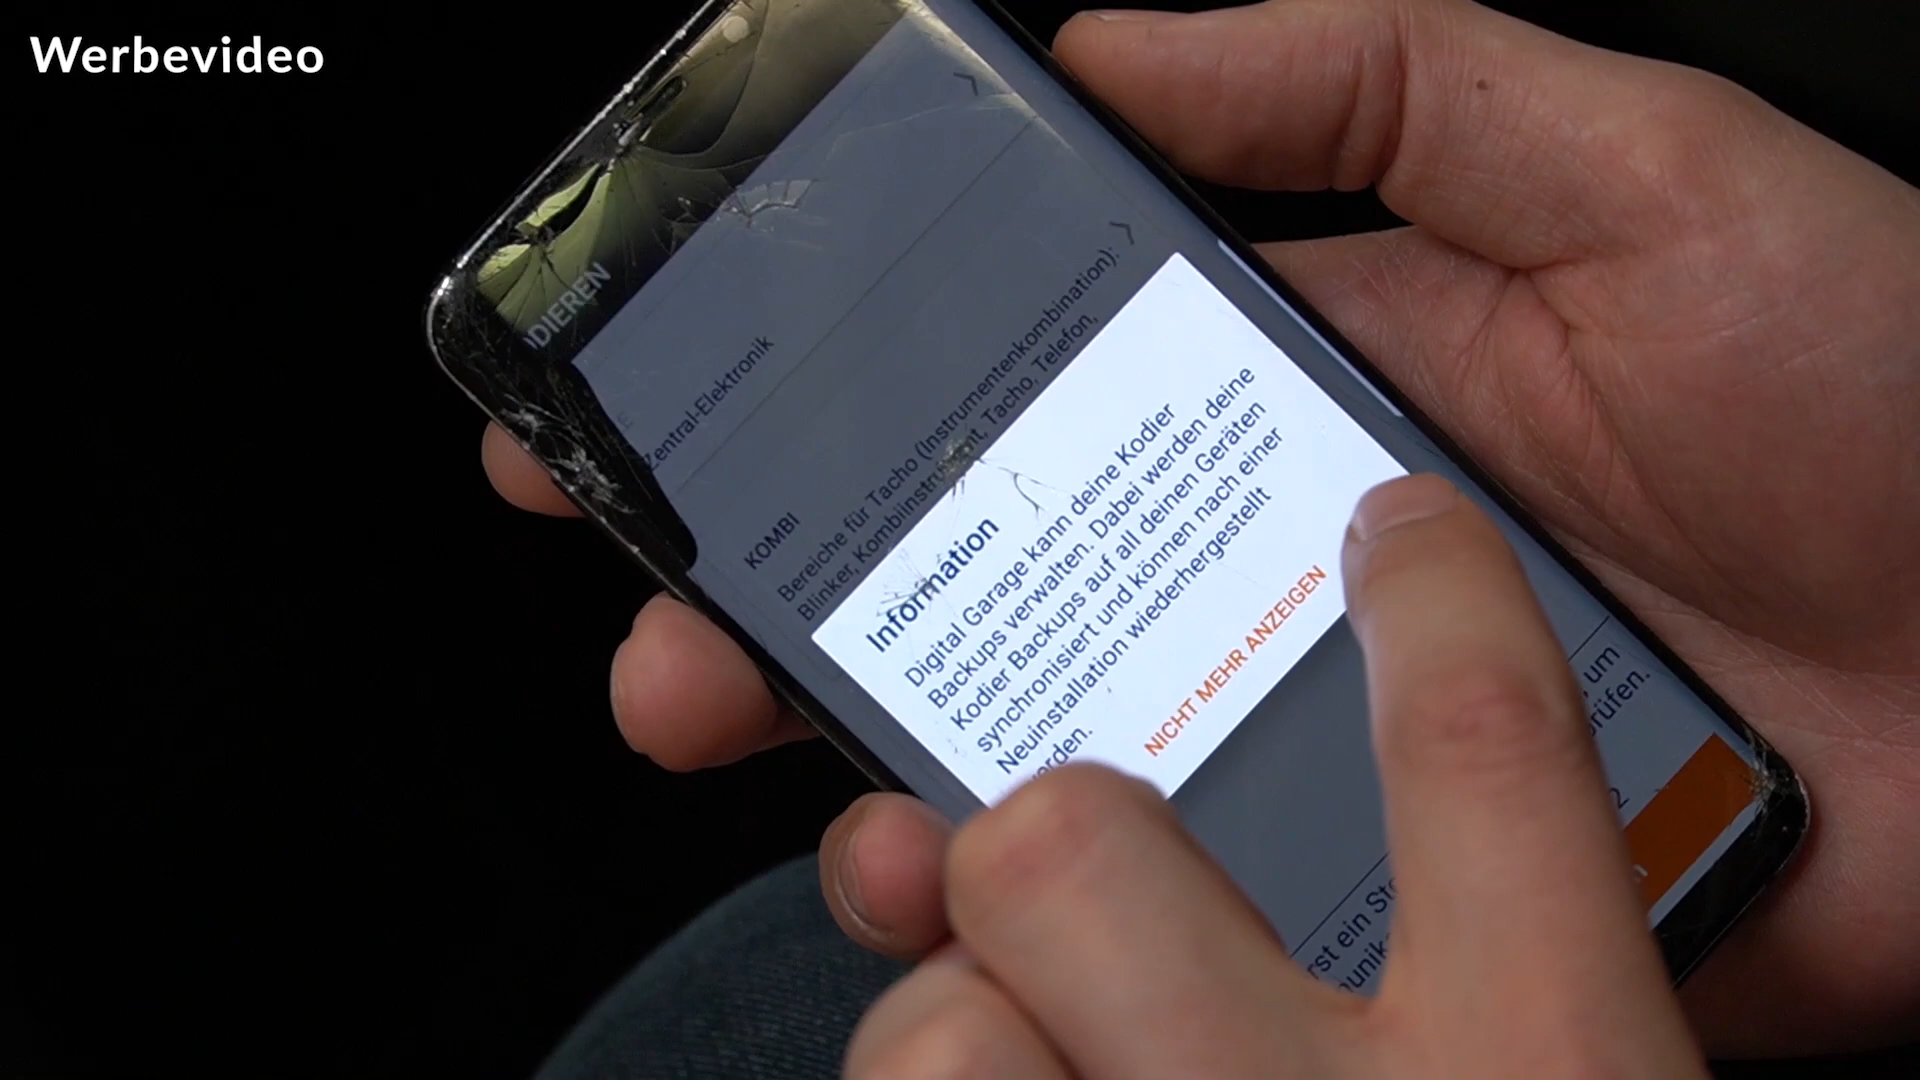 Werbevideo
DIEREN
Zentral-Elektronik
KOMBI
Bereiche für Tacho (Instrumentenkombination):
Blinker, Kombiinstrument, Tacho, Telefon,
Information
Digital Garage kann deine Kodier
Backups verwalten. Dabei werden deine
Kodier Backups auf all deinen Geräten
synchronisiert und können nach einer
Neuinstallation wiederhergestellt
werden.
NICHT MEHR ANZEIGEN
um
2
rst ein